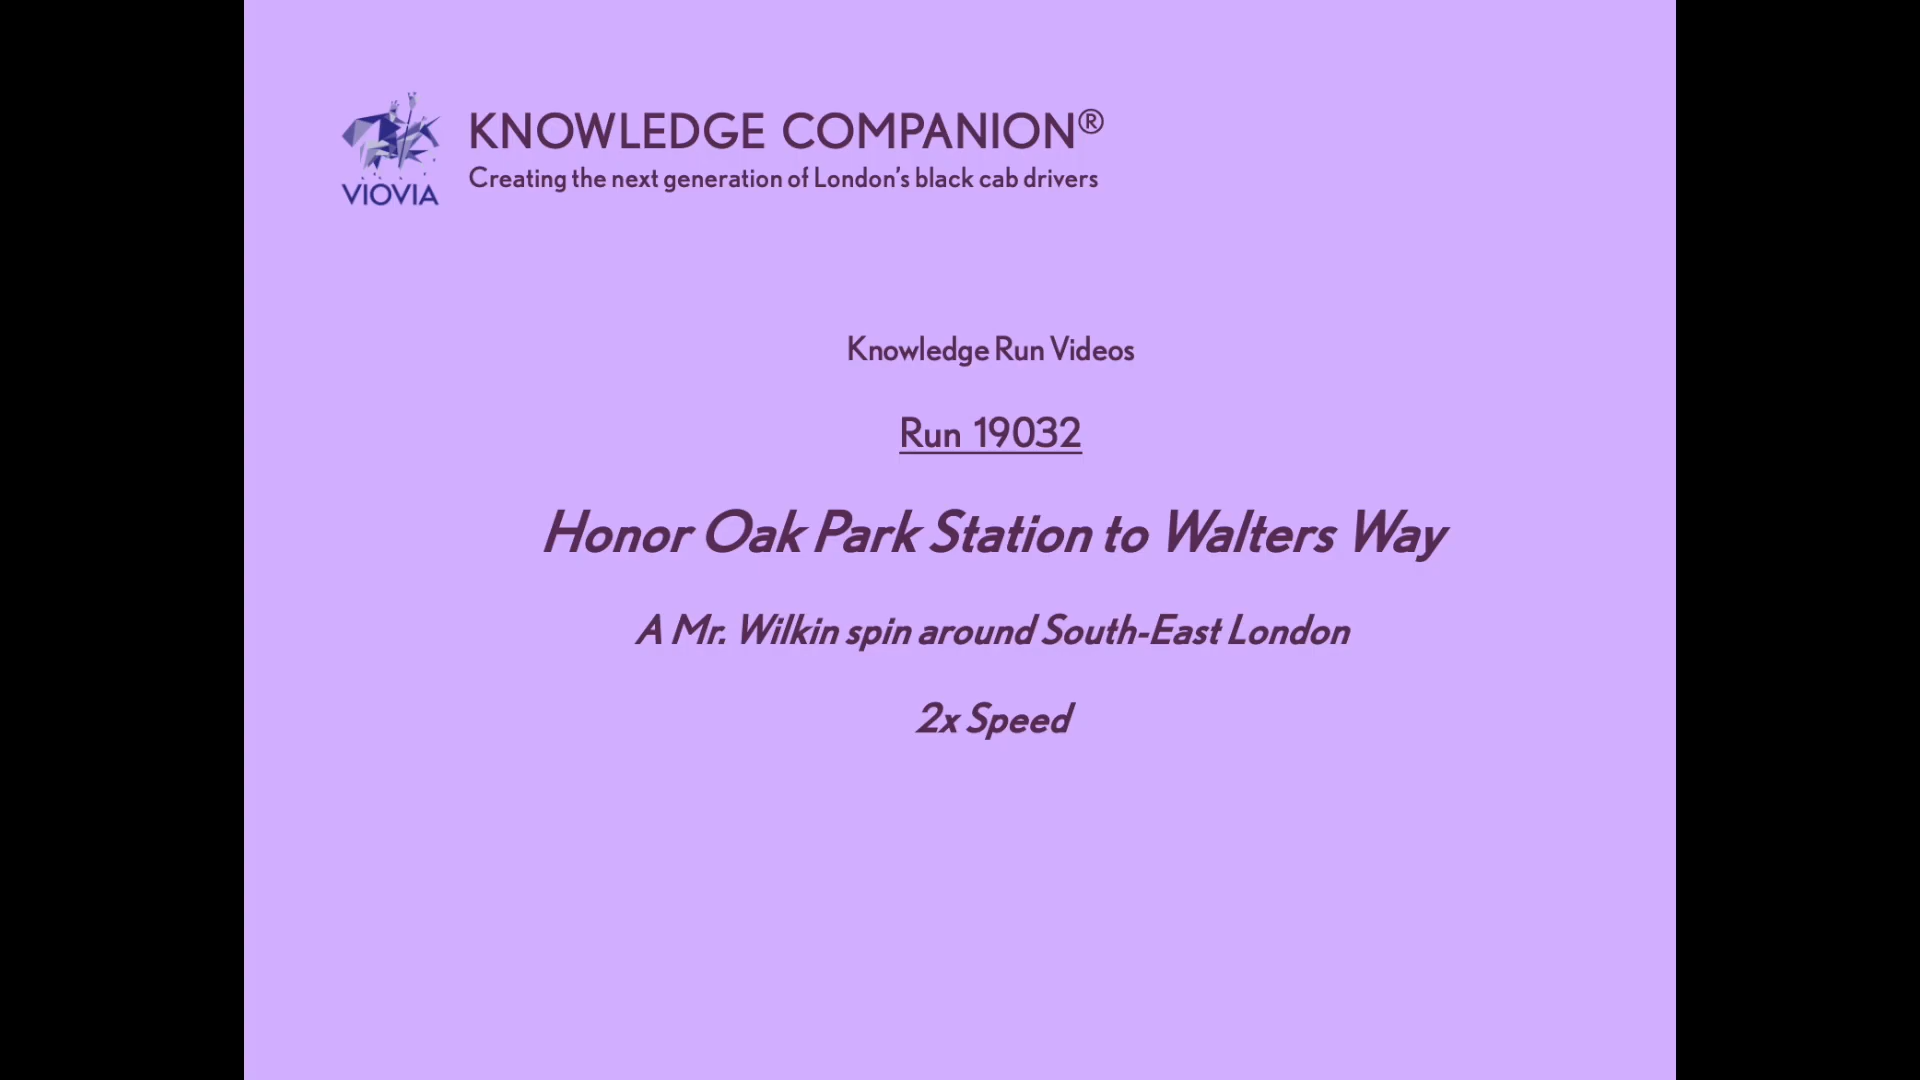 VIOVIA
KNOWLEDGE COMPANION®
Creating the next generation of London's black cab drivers
Knowledge Run Videos
Run 19032
Honor Oak Park Station to Walters Way
A Mr. Wilkin spin around South-East London
2x Speed